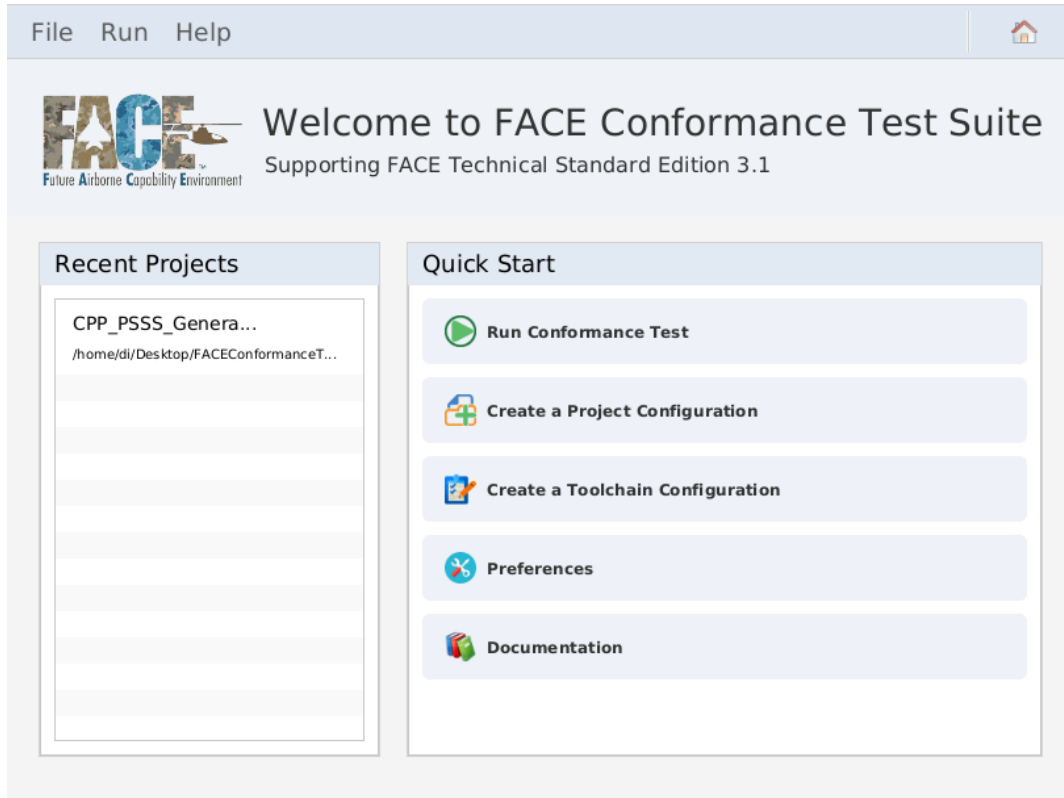 File Run Help
FACE™
Future Airborne Capability Environment
Welcome to FACE Conformance Test Suite
Supporting FACE Technical Standard Edition 3.1
Recent Projects
CPP_PSSS_Genera...
/home/di/Desktop/FACEConformanceT...
Quick Start
Run Conformance Test
Create a Project Configuration
Create a Toolchain Configuration
Preferences
Documentation